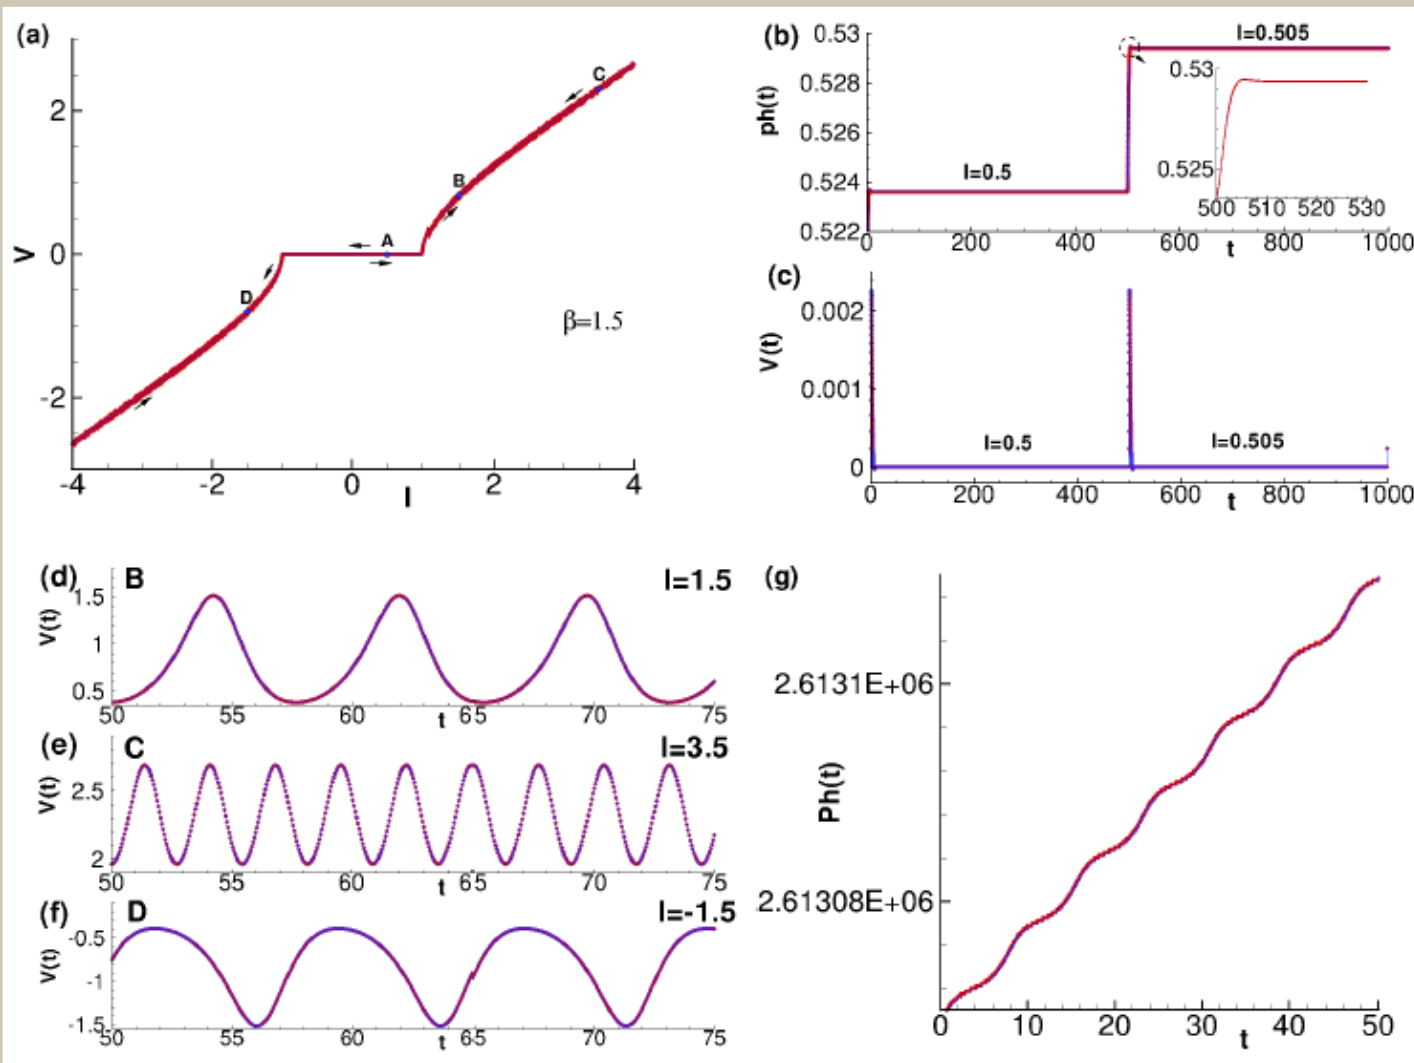 (a)
V
2
0
-2
-4
-2
0
2
4
I
A
B
C
D
β=1.5
(b)
ph(t)
0.53
0.528
0.526
0.524
0.522
0
200
400
600
800
1000
t
I=0.5
I=0.505
0.53
0.525
500
510
520
530
(c)
V(t)
0.002
0.001
0
0
200
400
600
800
1000
t
I=0.5
I=0.505
(d)
B
I=1.5
V(t)
1.5
1
0.5
50
55
60
t
65
70
75
(e)
C
I=3.5
V(t)
2.5
2
50
55
60
t
65
70
75
(f)
D
I=-1.5
V(t)
-0.5
-1
-1.5
50
55
60
t
65
70
75
(g)
Ph(t)
2.6131E+06
2.61308E+06
0
10
20
30
40
50
t